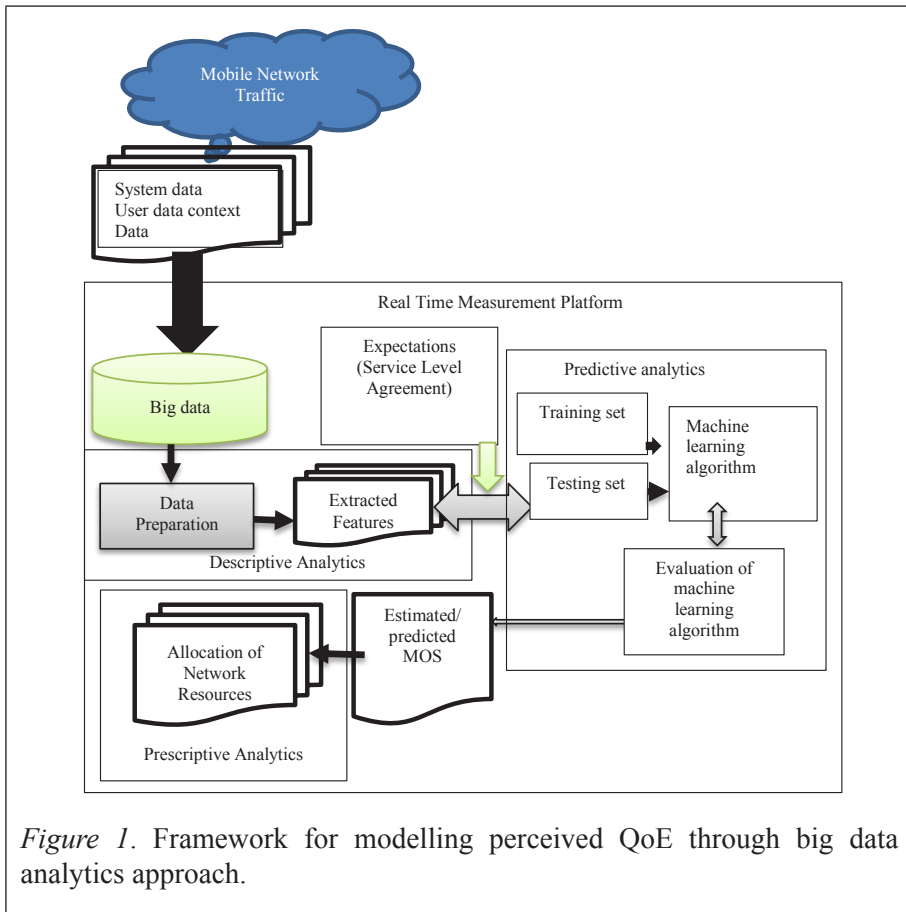 Mobile Network
Traffic
System data
User data context
Data
Real Time Measurement Platform
Expectations
(Service Level
Agreement)
Predictive analytics
Big data
Training set
Machine
learning
algorithm
Testing set
Data
Preparation
Extracted
Features
Descriptive Analytics
Evaluation of
machine
learning
algorithm
Estimated/
predicted
MOS
Allocation of
Network
Resources
Prescriptive Analytics
Figure 1. Framework for modelling perceived QoE through big data
analytics approach.